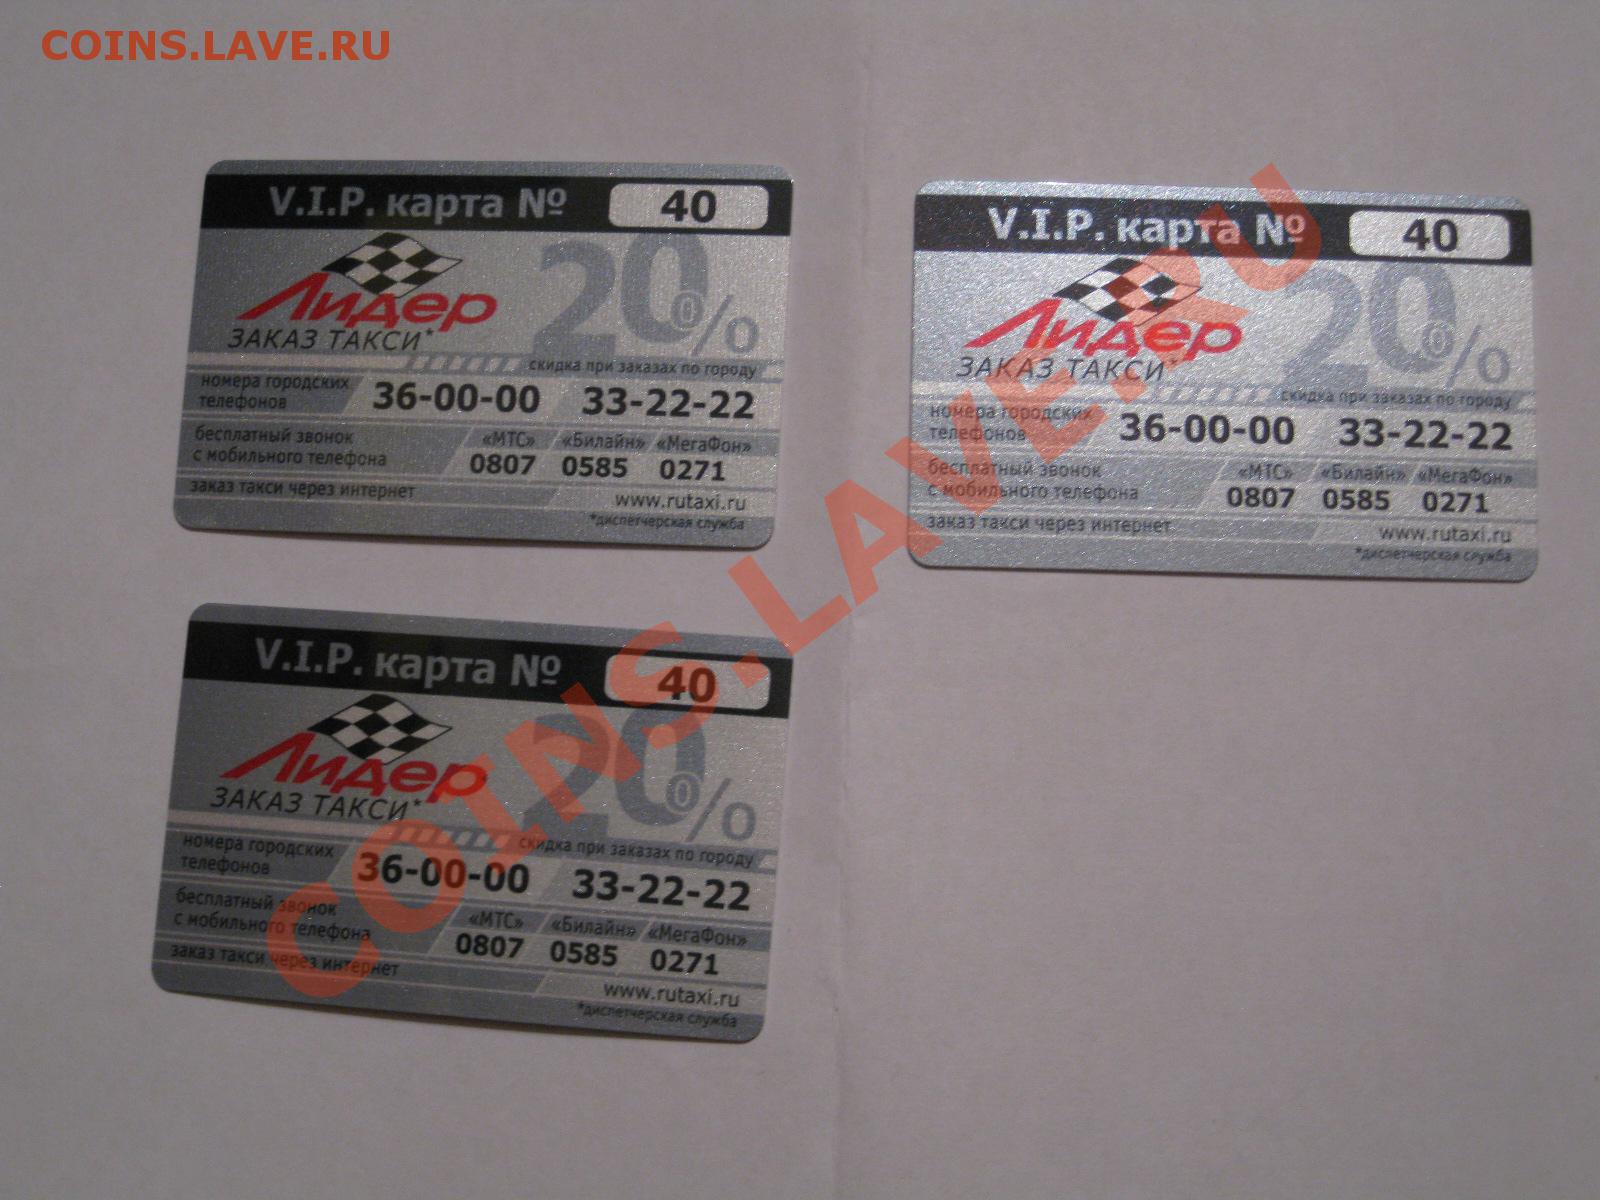 COINS.LAVE.RU
V.I.P. карта № 40
20%
Лидер
ЗАКАЗ ТАКСИ*
скидка при заказах по городу
номера городских
телефонов
36-00-00 33-22-22
бесплатный звонок
с мобильного телефона
«МТС» «Билайн» «МегаФон»
0807 0585 0271
заказ такси через интернет
www.rutaxi.ru
*диспетчерская служба
V.I.P. карта № 40
20%
Лидер
ЗАКАЗ ТАКСИ*
скидка при заказах по городу
номера городских
телефонов
36-00-00 33-22-22
бесплатный звонок
с мобильного телефона
«МТС» «Билайн» «МегаФон»
0807 0585 0271
заказ такси через интернет
www.rutaxi.ru
*диспетчерская служба
V.I.P. карта № 40
20%
Лидер
ЗАКАЗ ТАКСИ*
скидка при заказах по городу
номера городских
телефонов
36-00-00 33-22-22
бесплатный звонок
с мобильного телефона
«МТС» «Билайн» «МегаФон»
0807 0585 0271
заказ такси через интернет
www.rutaxi.ru
*диспетчерская служба
COINS.LAVE.RU